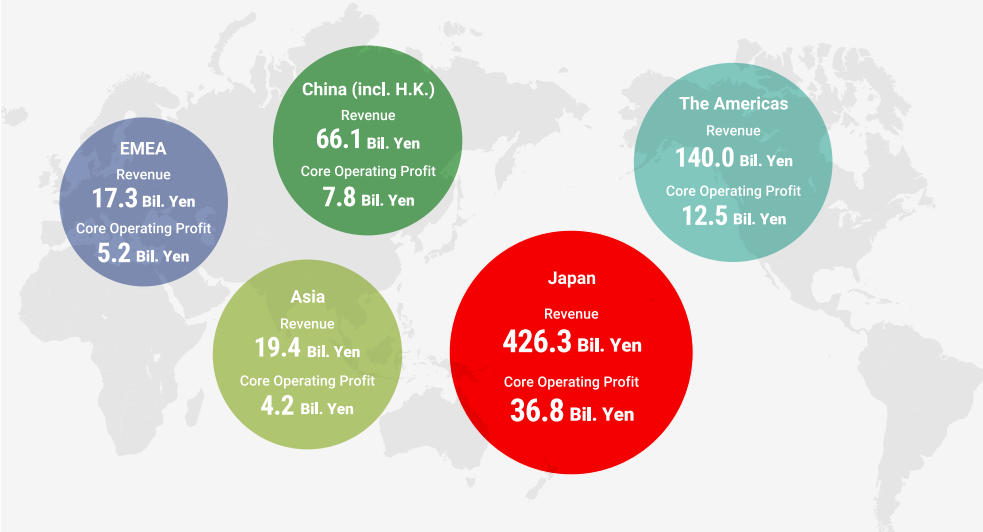 EMEA
Revenue
17.3 Bil. Yen
Core Operating Profit
5.2 Bil. Yen
China (incl. H.K.)
Revenue
66.1 Bil. Yen
Core Operating Profit
7.8 Bil. Yen
Asia
Revenue
19.4 Bil. Yen
Core Operating Profit
4.2 Bil. Yen
Japan
Revenue
426.3 Bil. Yen
Core Operating Profit
36.8 Bil. Yen
The Americas
Revenue
140.0 Bil. Yen
Core Operating Profit
12.5 Bil. Yen